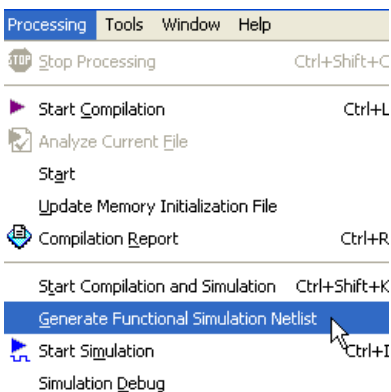 Processing Tools Window Help
STOP Stop Processing Ctrl+Shift+C
Start Compilation Ctrl+L
Analyze Current File
Start
Update Memory Initialization File
Compilation Report Ctrl+R
Start Compilation and Simulation Ctrl+Shift+K
Generate Functional Simulation Netlist
Start Simulation Ctrl+I
Simulation Debug